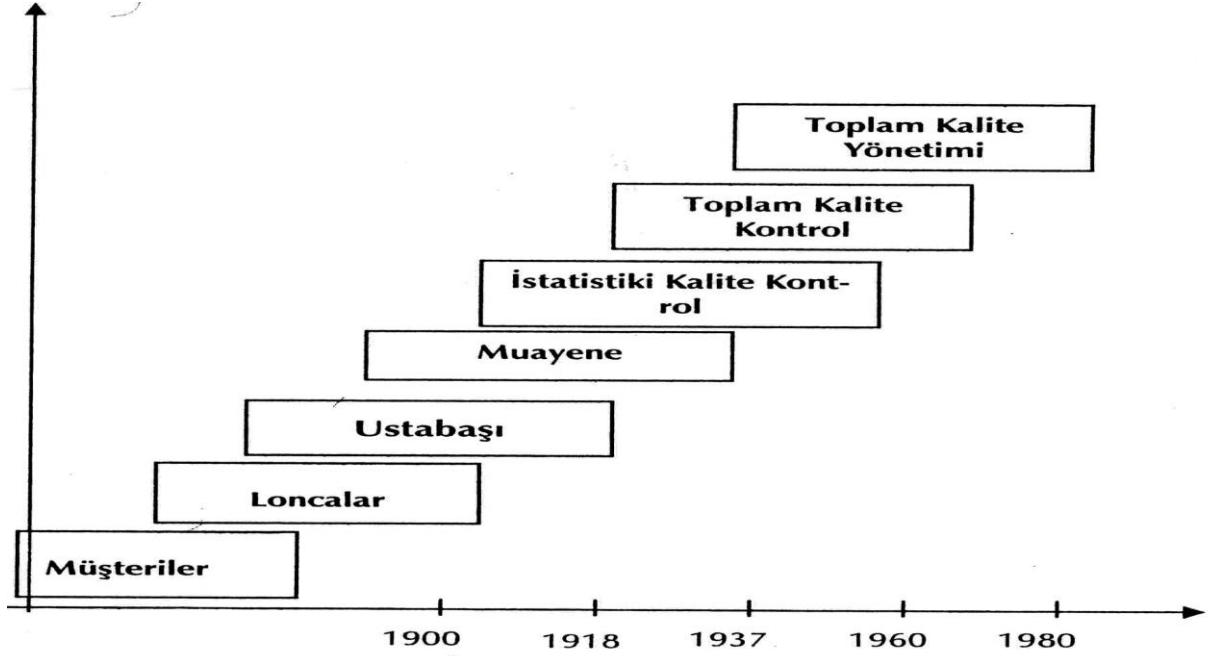 Toplam Kalite
Yönetimi
Toplam Kalite
Kontrol
İstatistiki Kalite Kont-
rol
Muayene
Ustabaşı
Loncalar
Müşteriler
1900 1918 1937 1960 1980